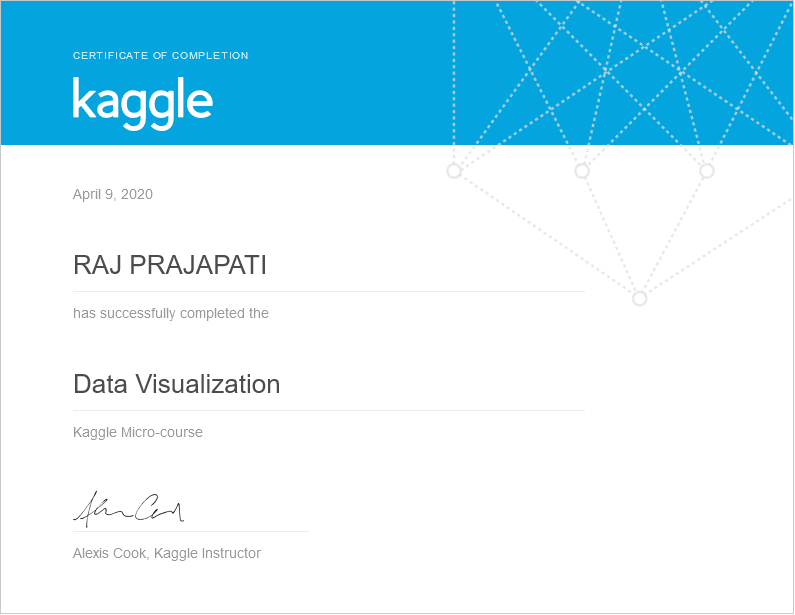 CERTIFICATE OF COMPLETION
kaggle
April 9, 2020
RAJ PRAJAPATI
has successfully completed the
Data Visualization
Kaggle Micro-course
Alexis Cook, Kaggle Instructor